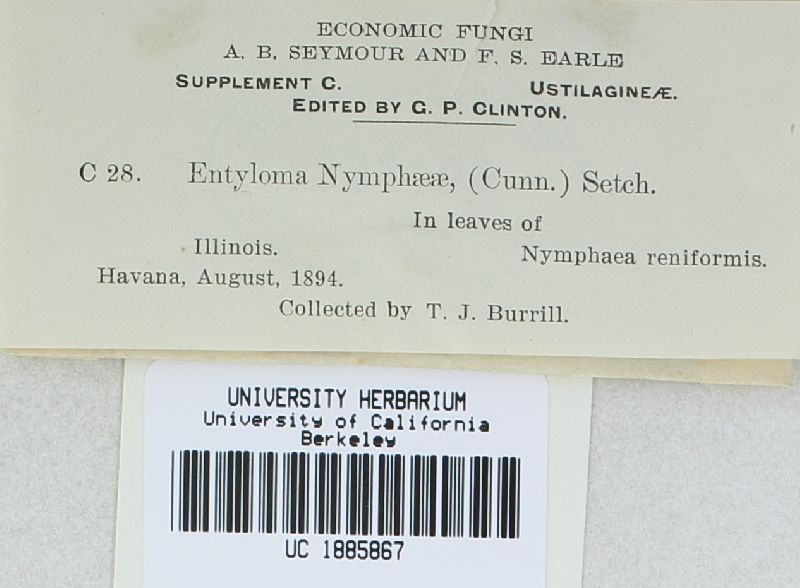 ECONOMIC FUNGI
A. B. SEYMOUR AND F. S. EARLE
SUPPLEMENT C. USTILAGINEÆ.
EDITED BY G. P. CLINTON.
C 28. Entyloma Nymphææ, (Cunn.) Setch.
In leaves of
Illinois. Nymphaea reniformis.
Havana, August, 1894.
Collected by T. J. Burrill.
UNIVERSITY HERBARIUM
University of California
Berkeley
UC 1885867